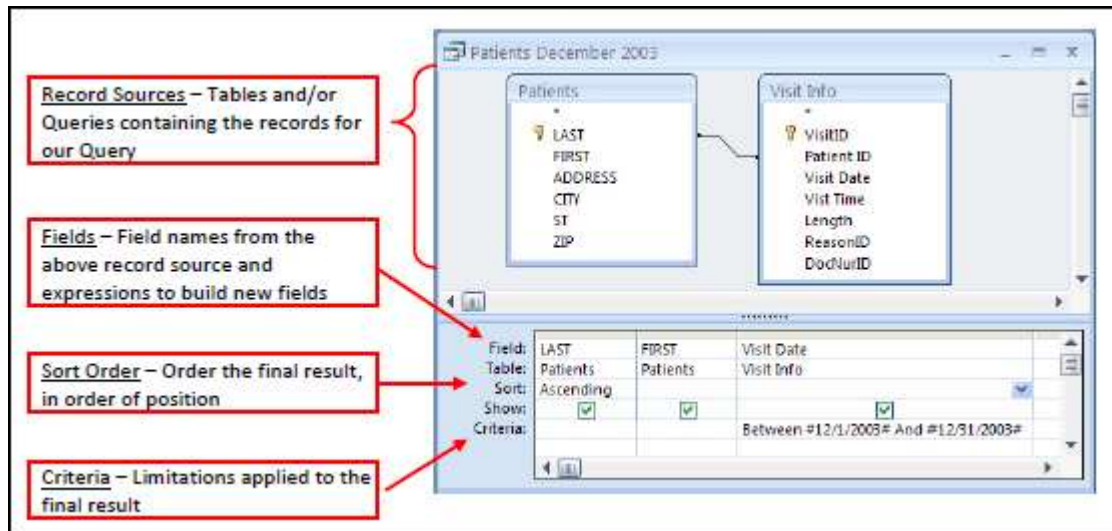 Patients December 2003
Record Sources – Tables and/or
Queries containing the records for
our Query
Patients
*
LAST
FIRST
ADDRESS
CITY
ST
ZIP
Visit Info
*
VisitID
Patient ID
Visit Date
Vist Time
Length
ReasonID
DocNurID
Fields – Field names from the
above record source and
expressions to build new fields
Sort Order – Order the final result,
in order of position
Criteria – Limitations applied to the
final result
Field: LAST FIRST Visit Date
Table: Patients Patients Visit Info
Sort: Ascending
Show:
Criteria: Between #12/1/2003# And #12/31/2003#